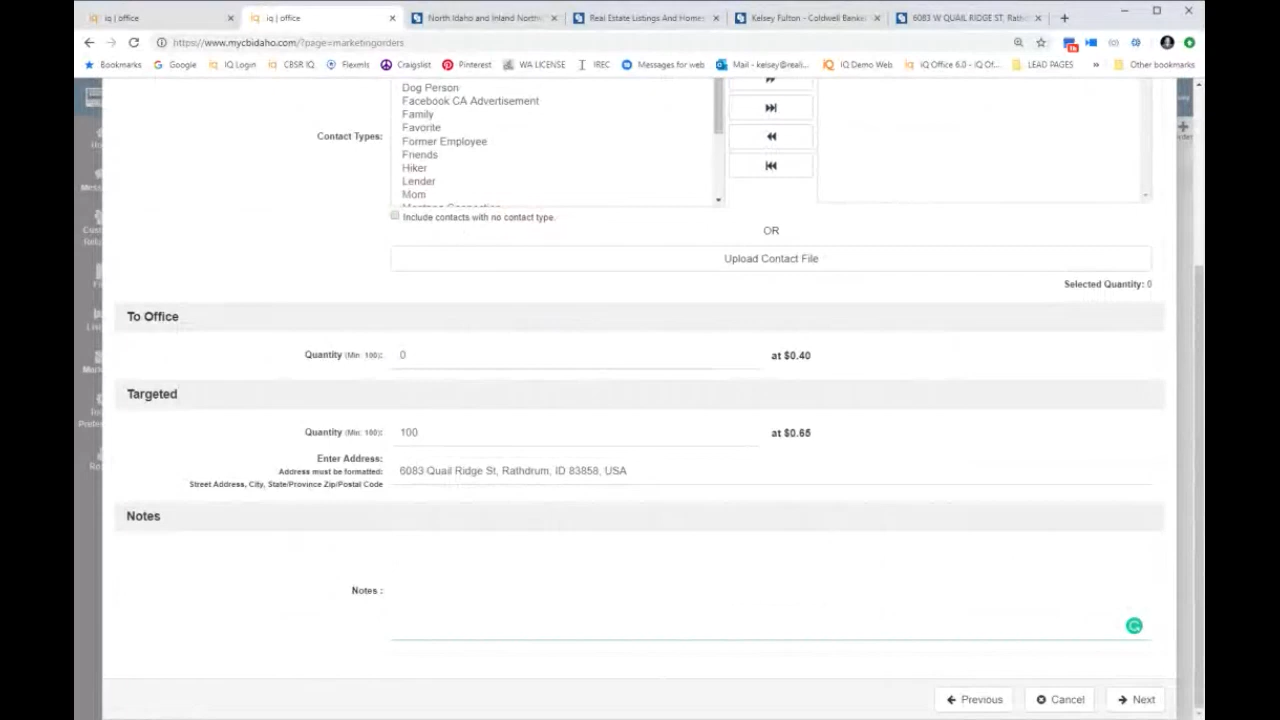 iq | office
iq | office
North Idaho and Inland North
Real Estate Listings And Homes
Kelsey Fulton - Coldwell Banke
6083 W QUAIL RIDGE ST, Rath
https://www.mycbidaho.com/?page=marketingorders
Bookmarks Google IQ Login CBSR IQ Flexmls Craigslist Pinterest WA LICENSE IREC Messages for web Mail - kelsey@reali... IQ Demo Web iQ Office 6.0 - IQ Of... LEAD PAGES » Other bookmarks
Dog Person
Facebook CA Advertisement
Family
Favorite
Contact Types:
Former Employee
Friends
Hiker
Lender
Mom
Include contacts with no contact type.
OR
Upload Contact File
Selected Quantity: 0
To Office
Quantity (Min: 100): 0 at $0.40
Targeted
Quantity (Min: 100): 100 at $0.65
Enter Address:
Address must be formatted: 6083 Quail Ridge St, Rathdrum, ID 83858, USA
Street Address, City, State/Province Zip/Postal Code
Notes
Notes :
Previous Cancel Next